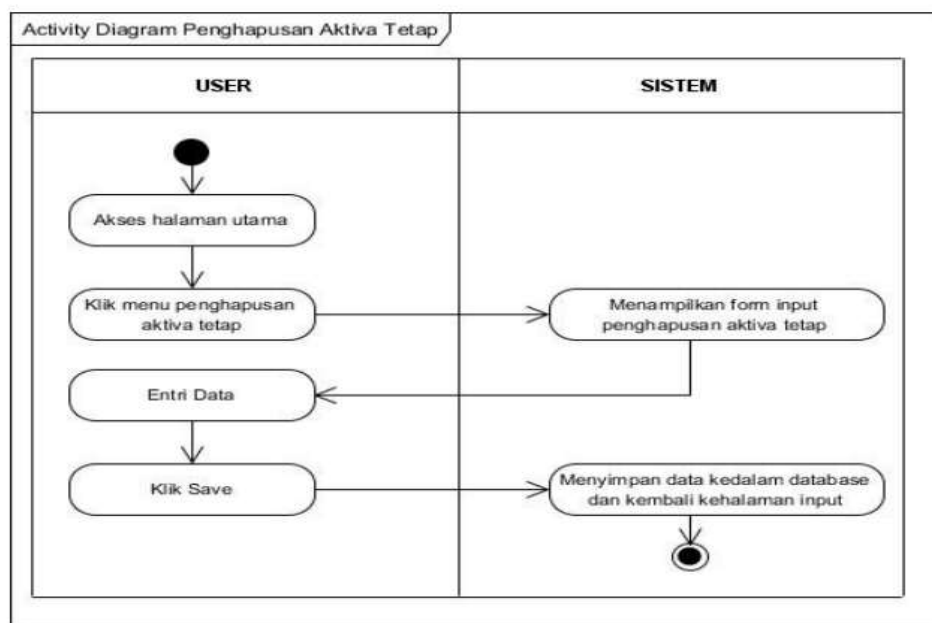 Activity Diagram Penghapusan Aktiva Tetap
USER
SISTEM
Akses halaman utama
Klik menu penghapusan
aktiva tetap
Menampilkan form input
penghapusan aktiva tetap
Entri Data
Klik Save
Menyimpan data kedalam database
dan kembali kehalaman input